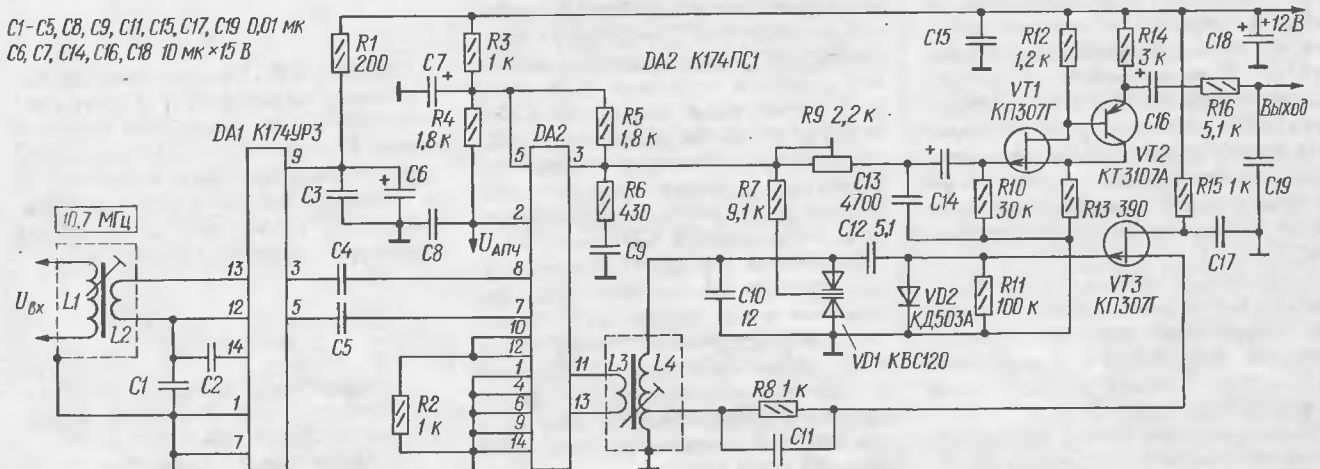 C1-C5, C8, C9, C11, C15, C17, C19 0,01 мк
C6, C7, C14, C16, C18 10 мк × 15 В
R1
200
C7
+
R3
1 к
R4
1,8 к
DA2 К174ПС1
C15
R12
1,2 к
R14
3 к
C18
+
+12 В
VT1
КП307Г
+
C16
R16
5,1 к
Выход
DA1 К174УР3
9
C3
+
C6
C8
5
2
Uапч
DA2
3
R5
1,8 к
R6
430
C9
R9 2,2 к
R7
9,1 к
C13
4700
+
C14
R10
30 к
R13 390
VT2
КТ3107А
R15 1 к
C19
C17
VT3
КП307Г
10,7 МГц
Uвх
L1
L2
13
12
14
1
7
C1
C2
3
5
C4
C5
8
7
10
12
1
4
6
9
14
R2
1 к
11
13
L3
L4
C10
12
C12 5,1
VD2
КД503А
R11
100 к
VD1 КВС120
R8 1 к
C11